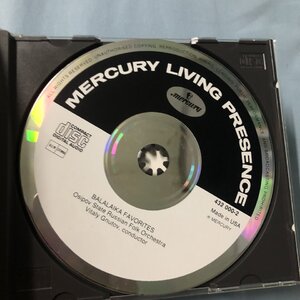 MERCURY LIVING PRESENCE
MERCURY
COMPACT
disc
DIGITAL AUDIO
432 000-2
Made in USA
℗ MERCURY
BALALAIKA FAVORITES
Osipov State Russian Folk Orchestra
Vitaly Gnutov, conductor